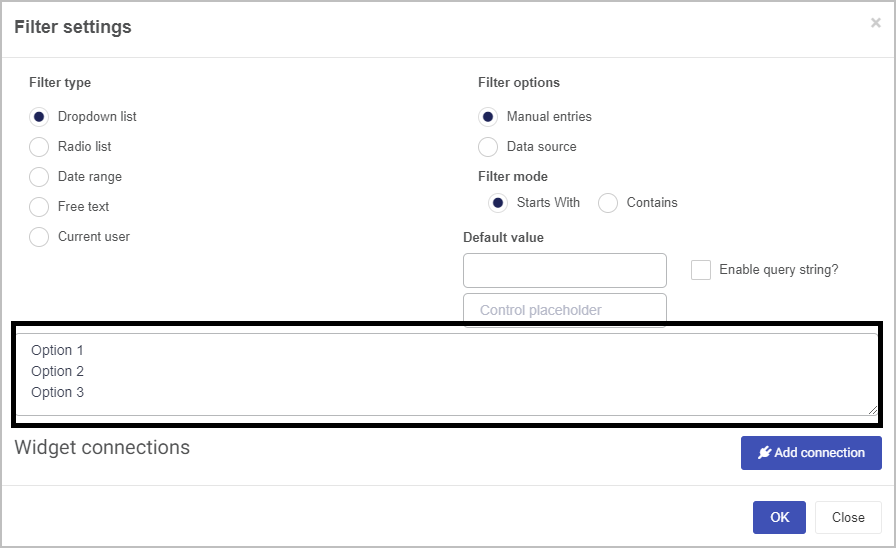 Filter settings
×
Filter type
Dropdown list
Radio list
Date range
Free text
Current user
Filter options
Manual entries
Data source
Filter mode
Starts With Contains
Default value
Enable query string?
Control placeholder
Option 1
Option 2
Option 3
Widget connections
Add connection
OK Close